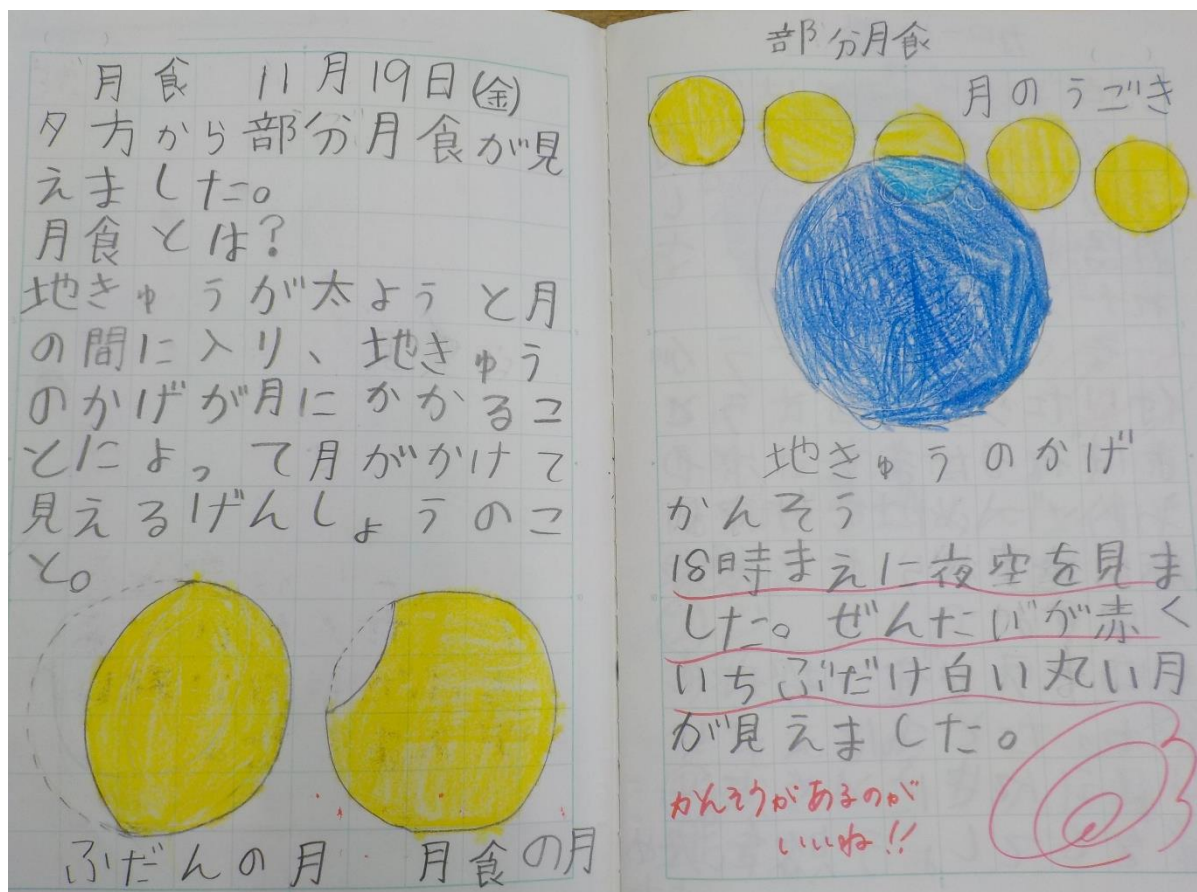 月食 11月19日(金)
夕方から部分月食が見
えました。
月食とは?
地きゅうが太ようと月
の間に入り、地きゅう
のかげが月にかかるこ
とによって月がかけて
見えるげんしょうのこ
と。
ふだんの月 月食の月
部分月食
月のうごき
地きゅうのかげ
かんそう
18時まえに夜空を見ま
した。ぜんたいが赤く
いちぶだけ白い丸い月
が見えました。
かんそうがあるのが
いいね!!